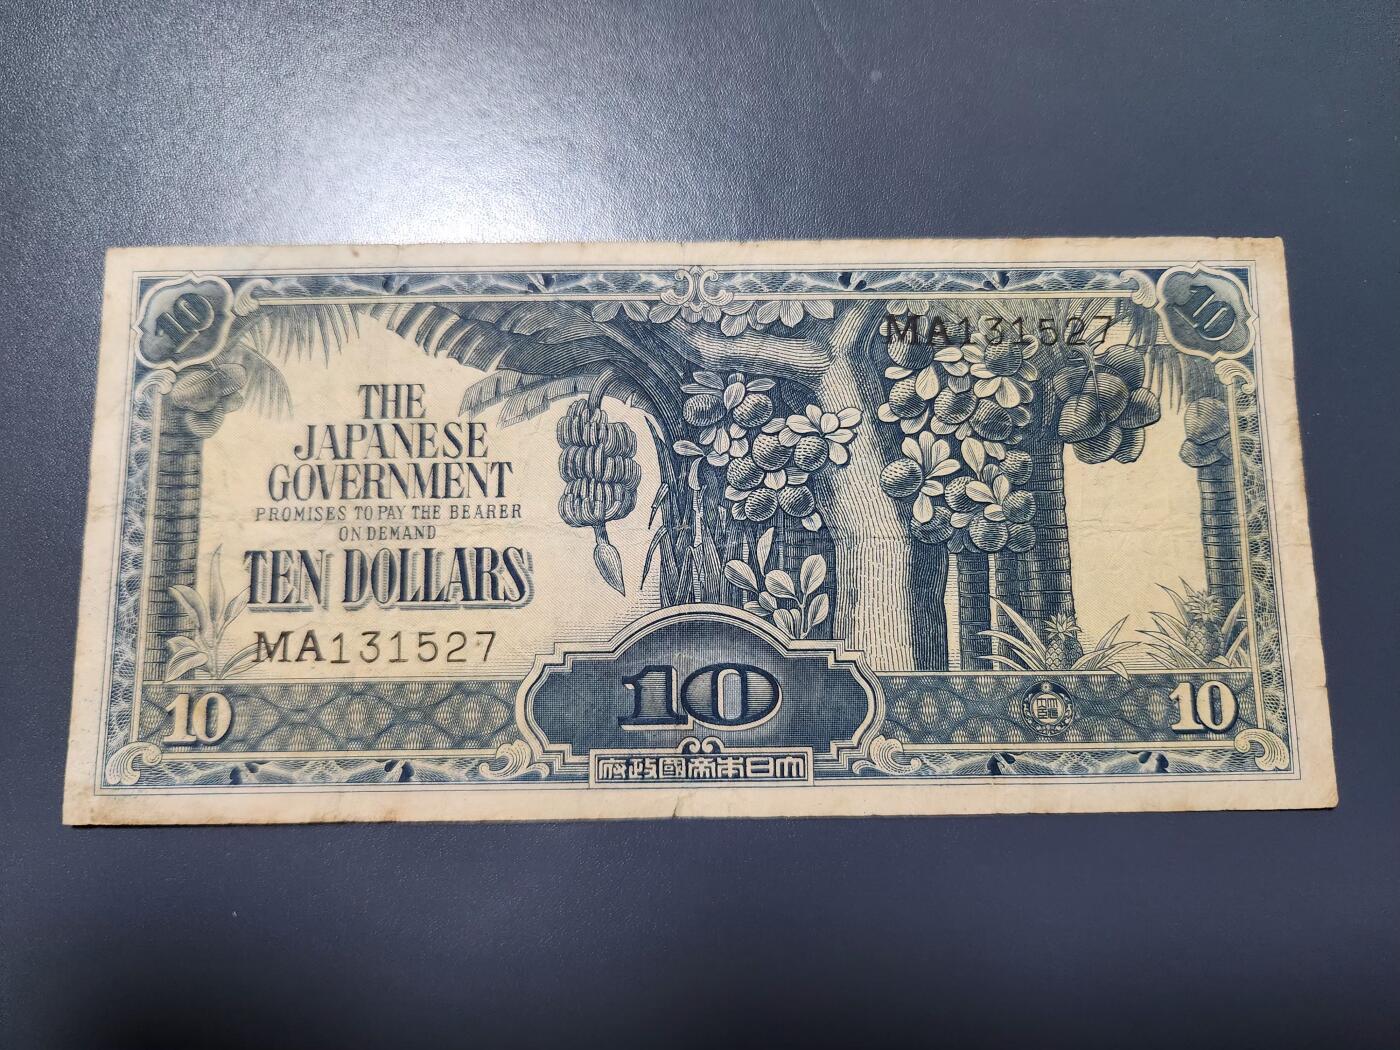 10
10
MA131527
THE
JAPANESE
GOVERNMENT
PROMISES TO PAY THE BEARER
ON DEMAND
TEN DOLLARS
MA131527
10
10
10
府政國帝本日大